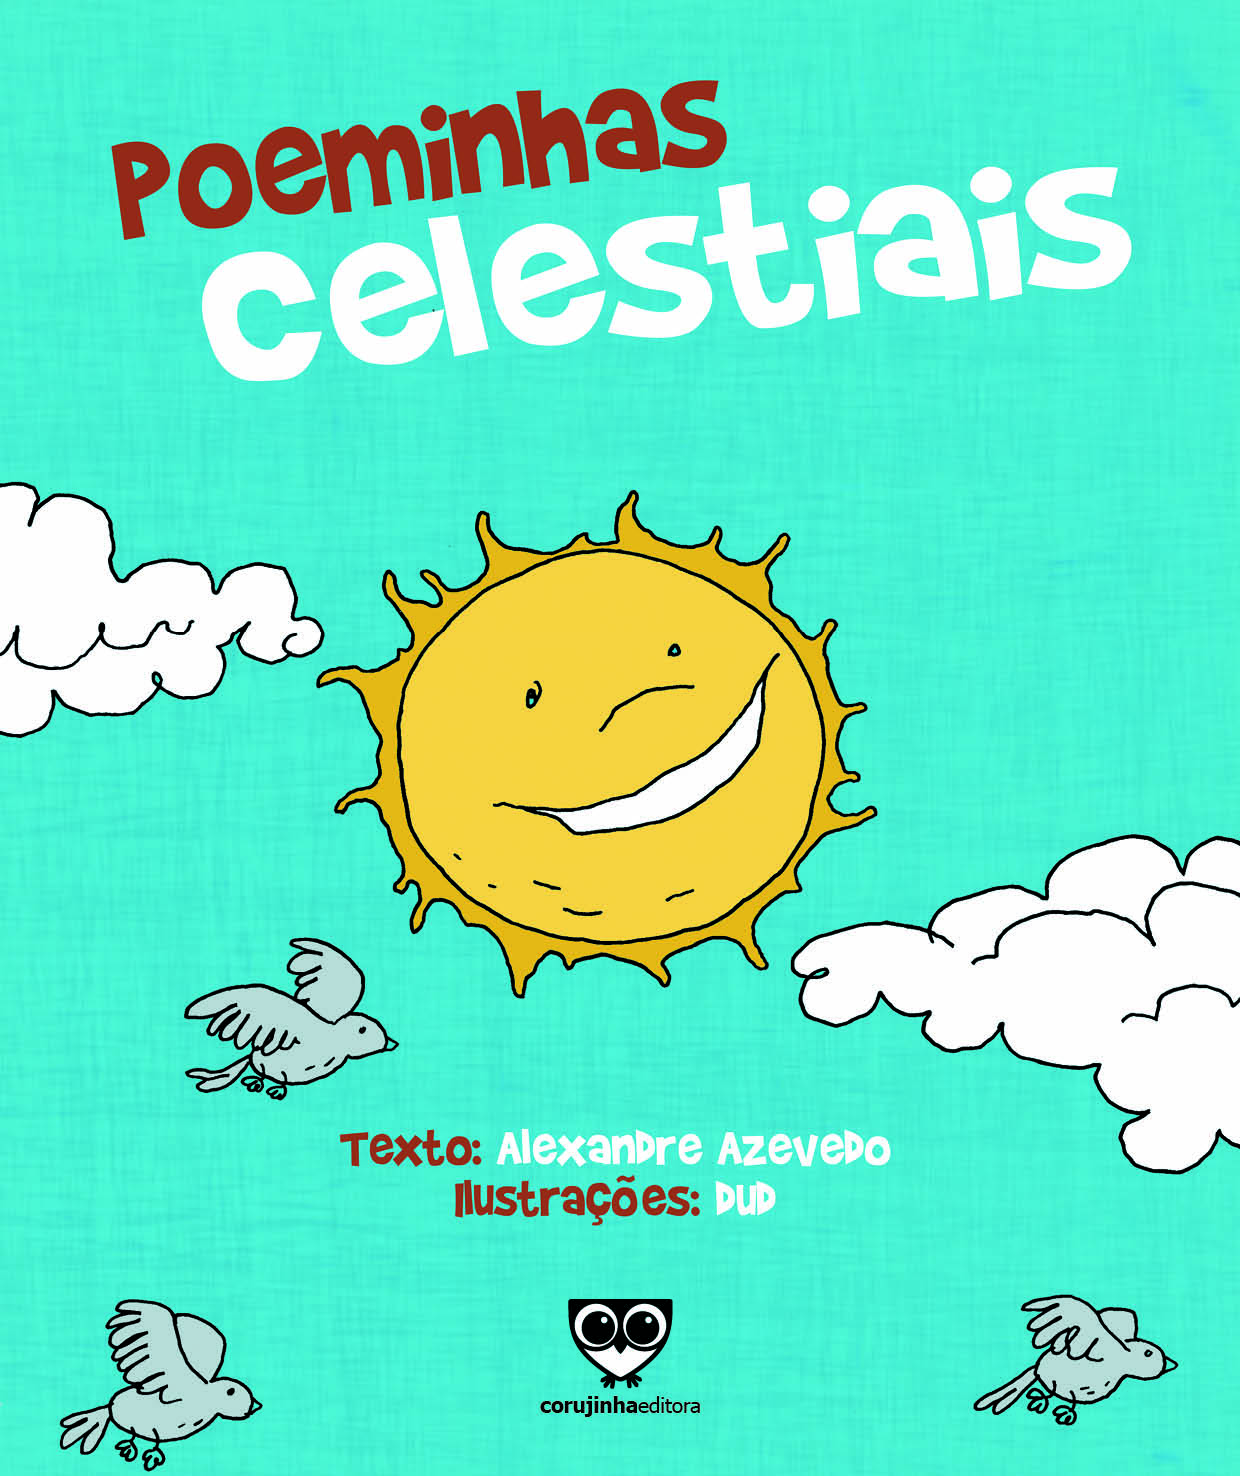 Poeminhas
celestiais
Texto: Alexandre Azevedo
Ilustrações: DUD
corujinhaeditora